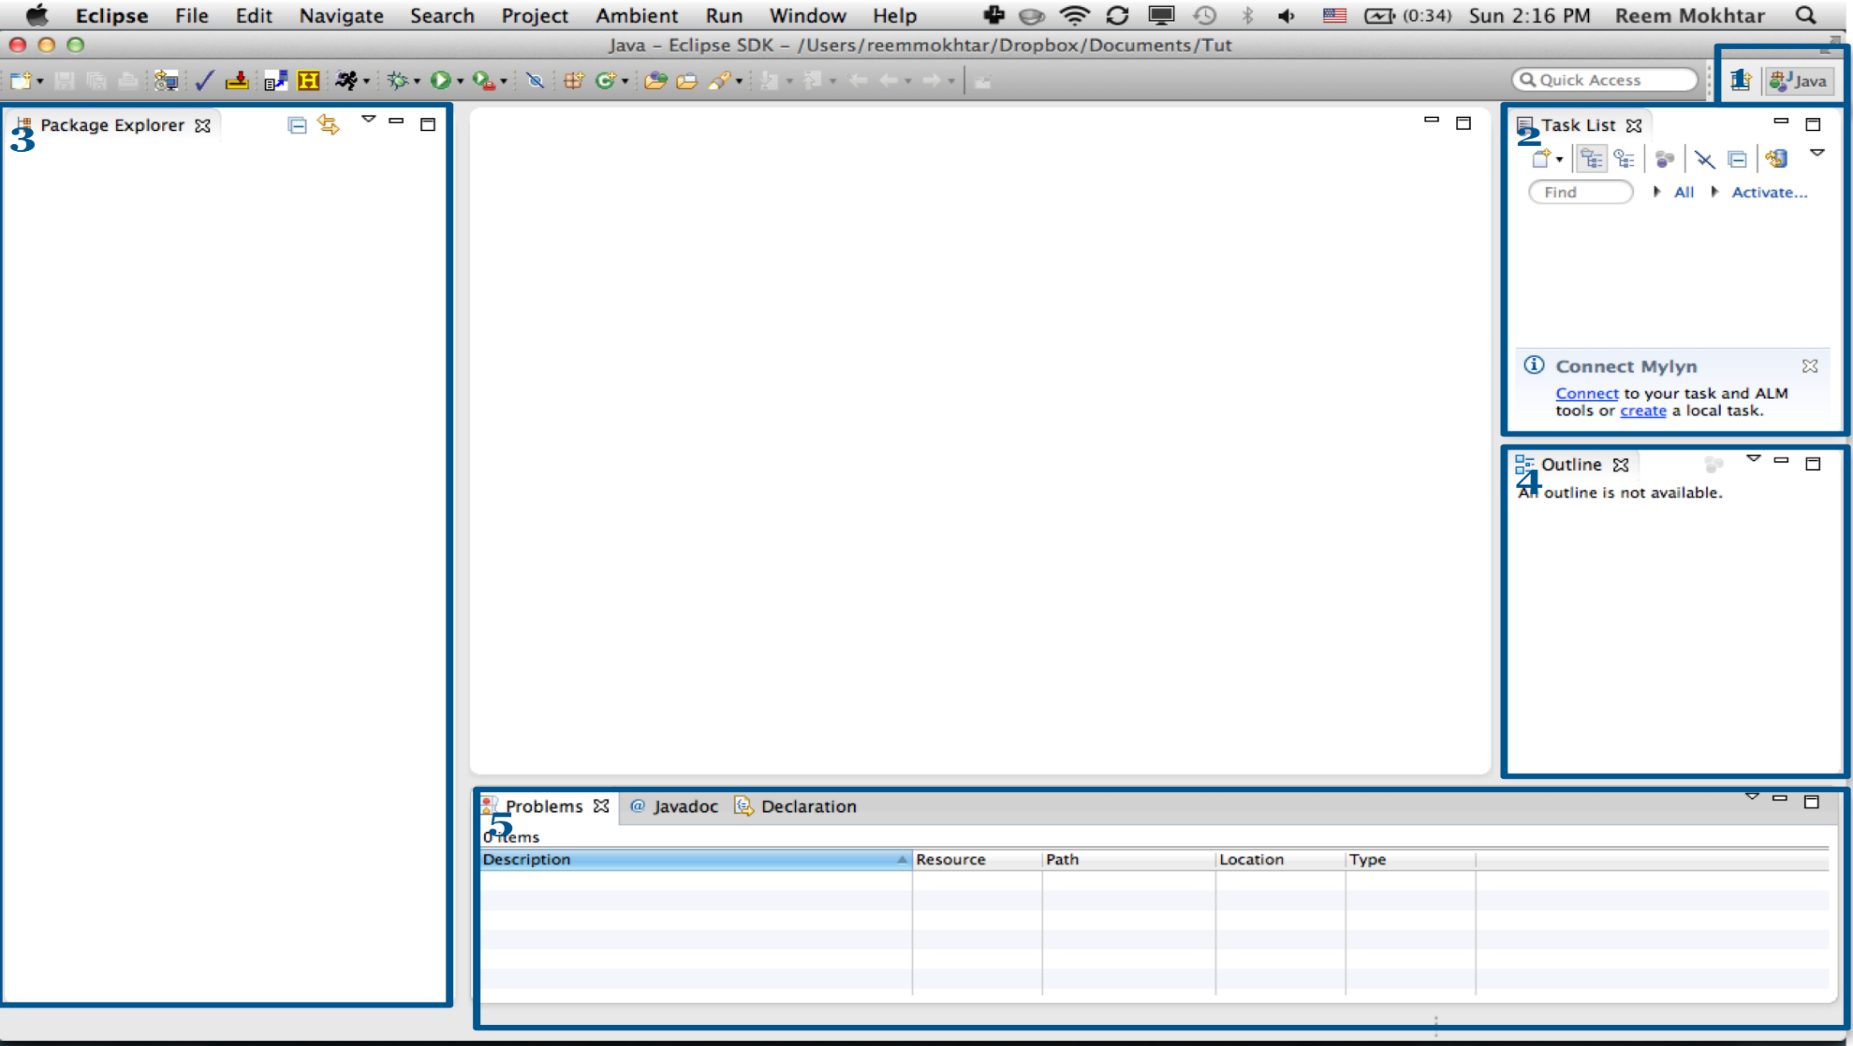 Eclipse File Edit Navigate Search Project Ambient Run Window Help (0:34) Sun 2:16 PM Reem Mokhtar
Java – Eclipse SDK – /Users/reemmokhtar/Dropbox/Documents/Tut
Quick Access 1 Java
3 Package Explorer
2 Task List
Find All Activate...
Connect Mylyn
Connect to your task and ALM
tools or create a local task.
4 Outline
An outline is not available.
5 Problems @ Javadoc Declaration
0 items
Description Resource Path Location Type